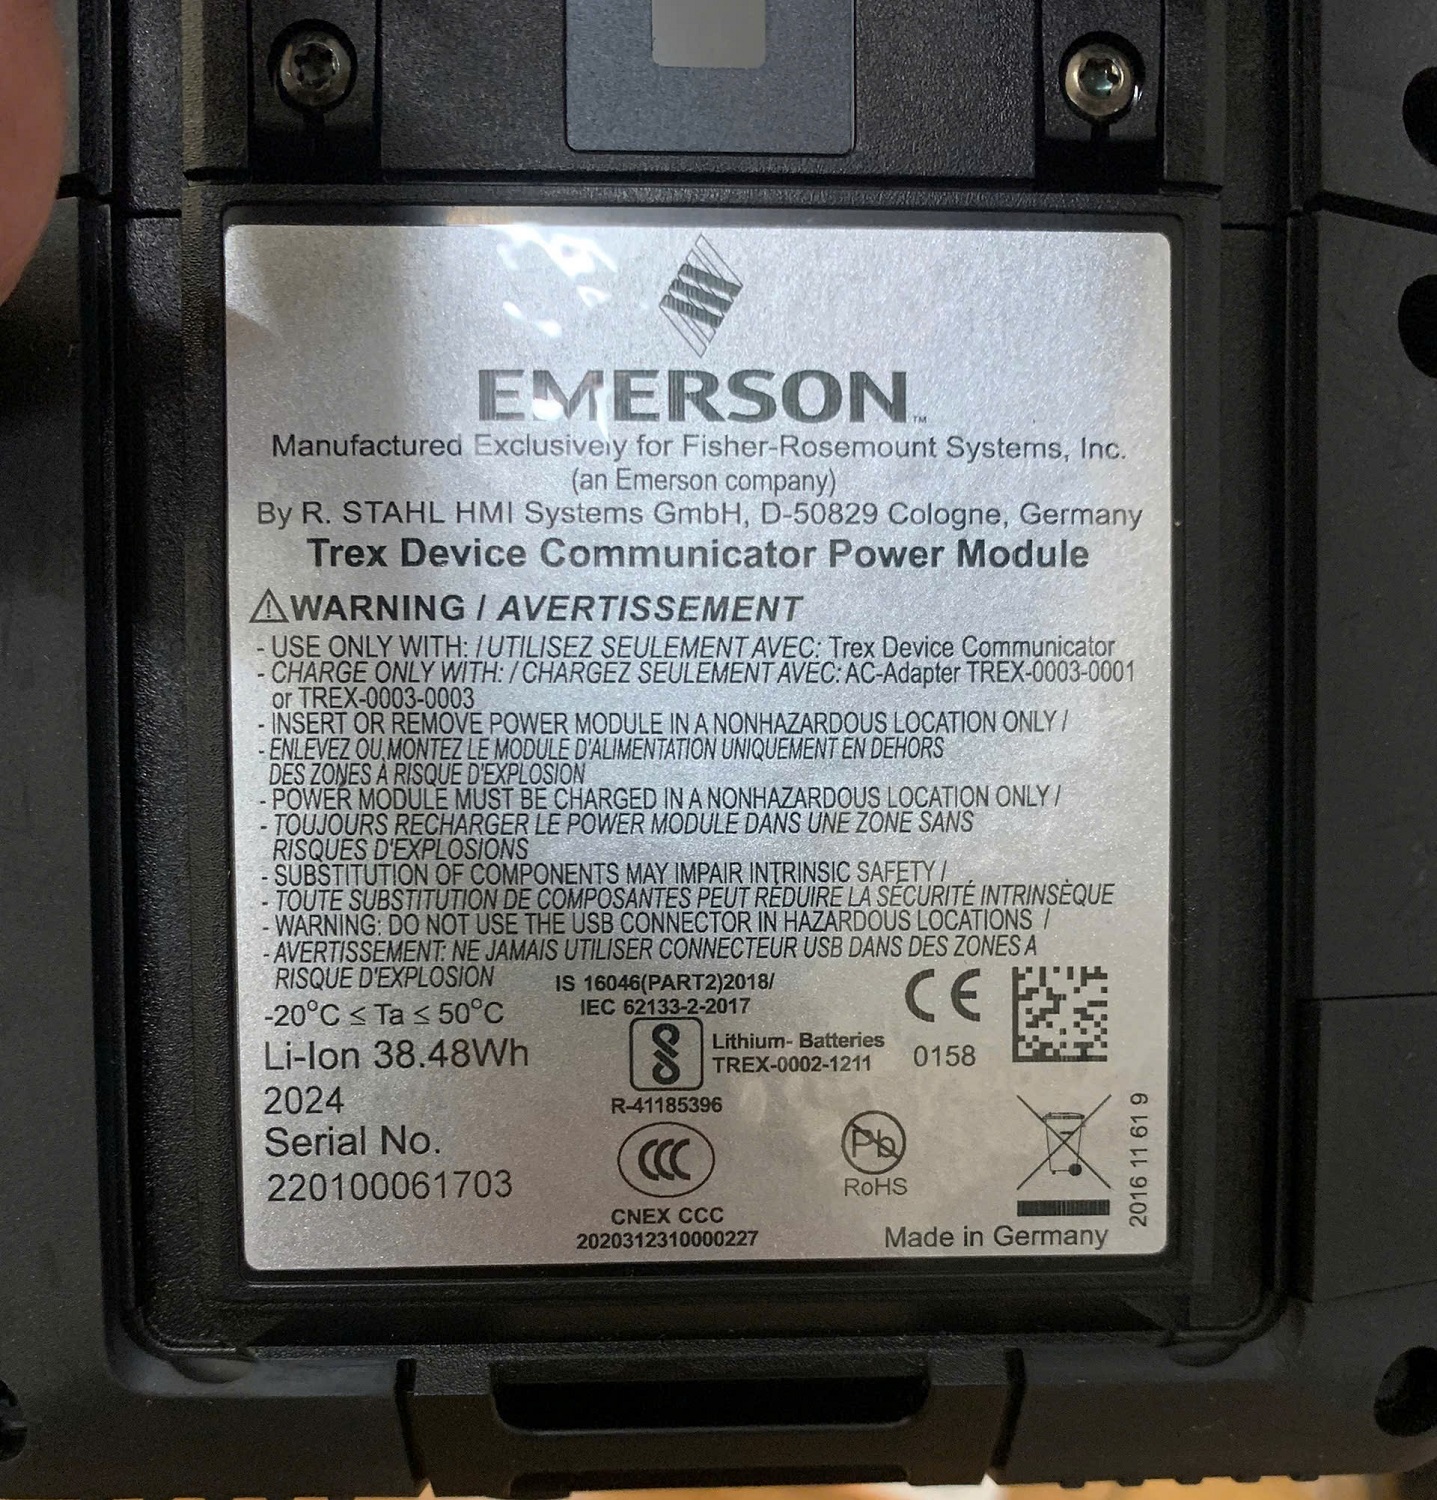 EMERSON™
Manufactured Exclusively for Fisher-Rosemount Systems, Inc.
(an Emerson company)
By R. STAHL HMI Systems GmbH, D-50829 Cologne, Germany
Trex Device Communicator Power Module
⚠WARNING / AVERTISSEMENT
- USE ONLY WITH: / UTILISEZ SEULEMENT AVEC: Trex Device Communicator
- CHARGE ONLY WITH: / CHARGEZ SEULEMENT AVEC: AC-Adapter TREX-0003-0001
or TREX-0003-0003
- INSERT OR REMOVE POWER MODULE IN A NONHAZARDOUS LOCATION ONLY /
- ENLEVEZ OU MONTEZ LE MODULE D'ALIMENTATION UNIQUEMENT EN DEHORS
DES ZONES À RISQUE D'EXPLOSION
- POWER MODULE MUST BE CHARGED IN A NONHAZARDOUS LOCATION ONLY /
- TOUJOURS RECHARGER LE POWER MODULE DANS UNE ZONE SANS
RISQUES D'EXPLOSIONS
- SUBSTITUTION OF COMPONENTS MAY IMPAIR INTRINSIC SAFETY /
- TOUTE SUBSTITUTION DE COMPOSANTES PEUT RÉDUIRE LA SÉCURITÉ INTRINSÈQUE
- WARNING: DO NOT USE THE USB CONNECTOR IN HAZARDOUS LOCATIONS /
- AVERTISSEMENT: NE JAMAIS UTILISER CONNECTEUR USB DANS DES ZONES A
RISQUE D'EXPLOSION
-20°C ≤ Ta ≤ 50°C
Li-Ion 38.48Wh
2024
Serial No.
220100061703
IS 16046(PART2)2018/
IEC 62133-2-2017
Lithium- Batteries
TREX-0002-1211
R-41185396
CCC
CNEX CCC
2020312310000227
CE
0158
Pb
RoHS
Made in Germany
2016 11 61 9